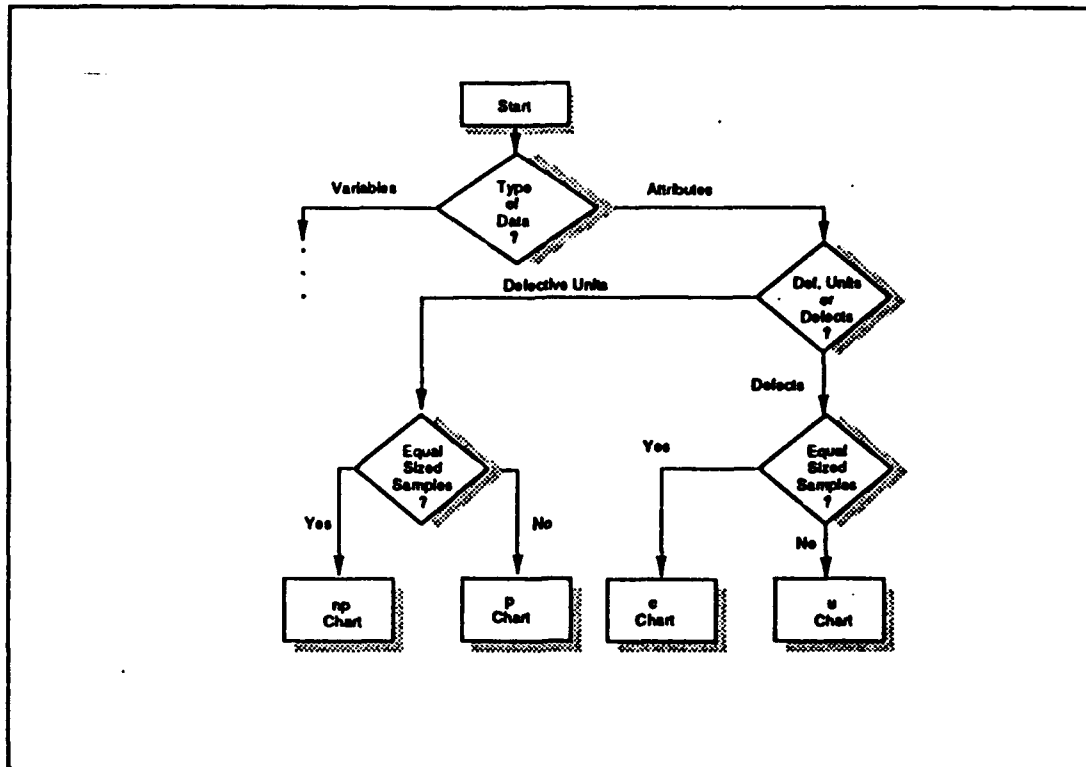 Start
Variables
Type
of
Data
?
Attributes
Defective Units
Def. Units
or
Defects
?
Defects
Equal
Sized
Samples
?
Yes
No
Yes
Equal
Sized
Samples
?
No
np
Chart
p
Chart
c
Chart
u
Chart